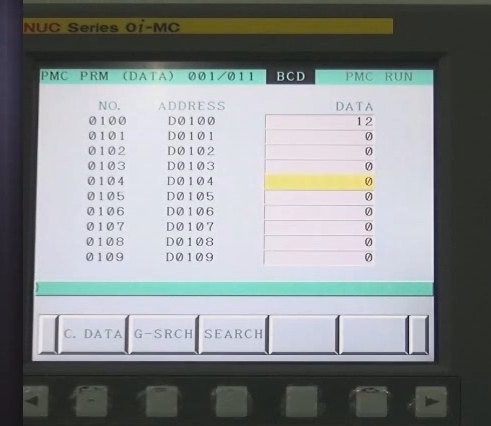 NUC Series 0i-MC
PMC PRM (DATA) 001/011 BCD PMC RUN
NO. ADDRESS DATA
0100 D0100 12
0101 D0101 0
0102 D0102 0
0103 D0103 0
0104 D0104 0
0105 D0105 0
0106 D0106 0
0107 D0107 0
0108 D0108 0
0109 D0109 0
)
C. DATA G-SRCH SEARCH